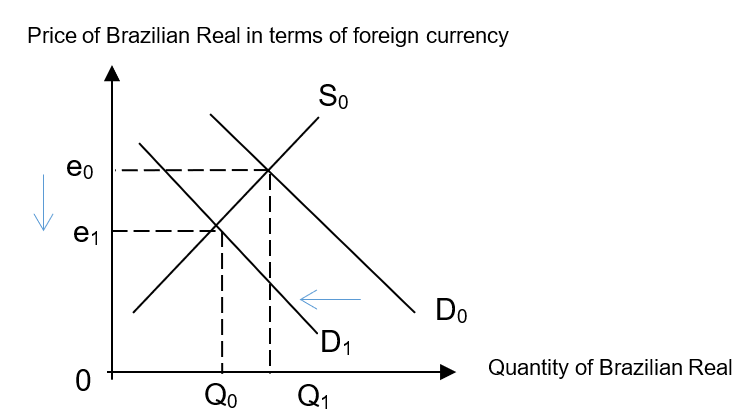 Price of Brazilian Real in terms of foreign currency
S₀
e₀
e₁
D₀
D₁
0
Quantity of Brazilian Real
Q₀
Q₁